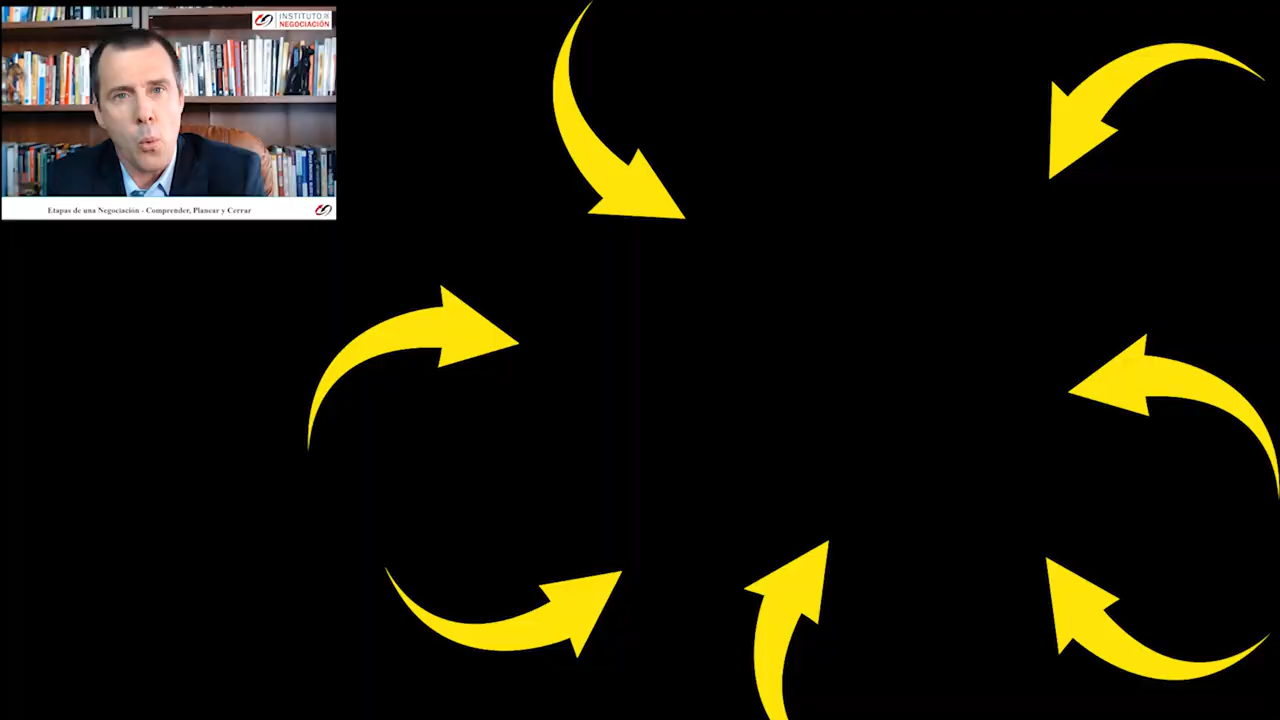 INSTITUTO DE
NEGOCIACIÓN
Etapas de una Negociación - Comprender, Planear y Cerrar